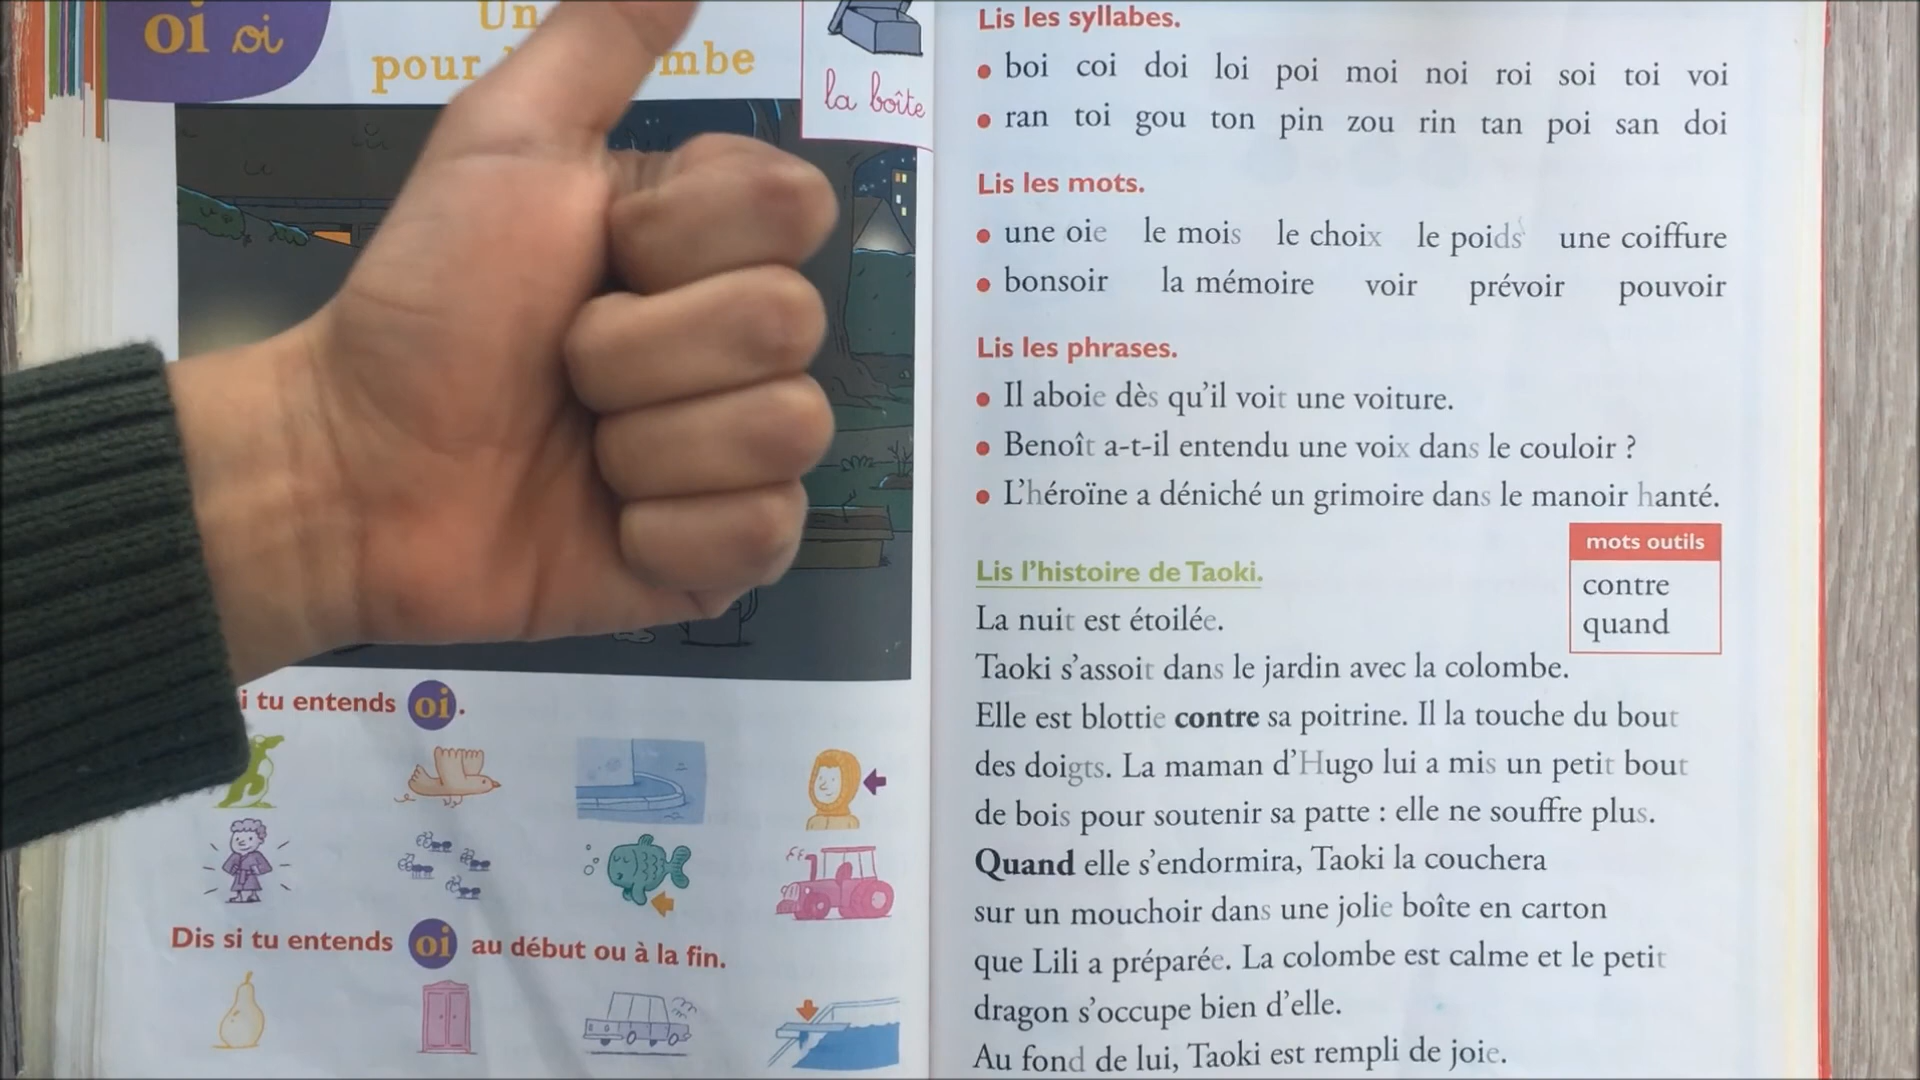 oi oi
Un
pour
mbe
la boîte
i tu entends oi.
Dis si tu entends oi au début ou à la fin.
Lis les syllabes.
• boi coi doi loi poi moi noi roi soi toi voi
• ran toi gou ton pin zou rin tan poi san doi
Lis les mots.
• une oie le mois le choix le poids une coiffure
• bonsoir la mémoire voir prévoir pouvoir
Lis les phrases.
• Il aboie dès qu'il voit une voiture.
• Benoît a-t-il entendu une voix dans le couloir ?
• L'héroïne a déniché un grimoire dans le manoir hanté.
mots outils
contre
quand
Lis l'histoire de Taoki.
La nuit est étoilée.
Taoki s'assoit dans le jardin avec la colombe.
Elle est blottie contre sa poitrine. Il la touche du bout
des doigts. La maman d'Hugo lui a mis un petit bout
de bois pour soutenir sa patte : elle ne souffre plus.
Quand elle s'endormira, Taoki la couchera
sur un mouchoir dans une jolie boîte en carton
que Lili a préparée. La colombe est calme et le petit
dragon s'occupe bien d'elle.
Au fond de lui, Taoki est rempli de joie.